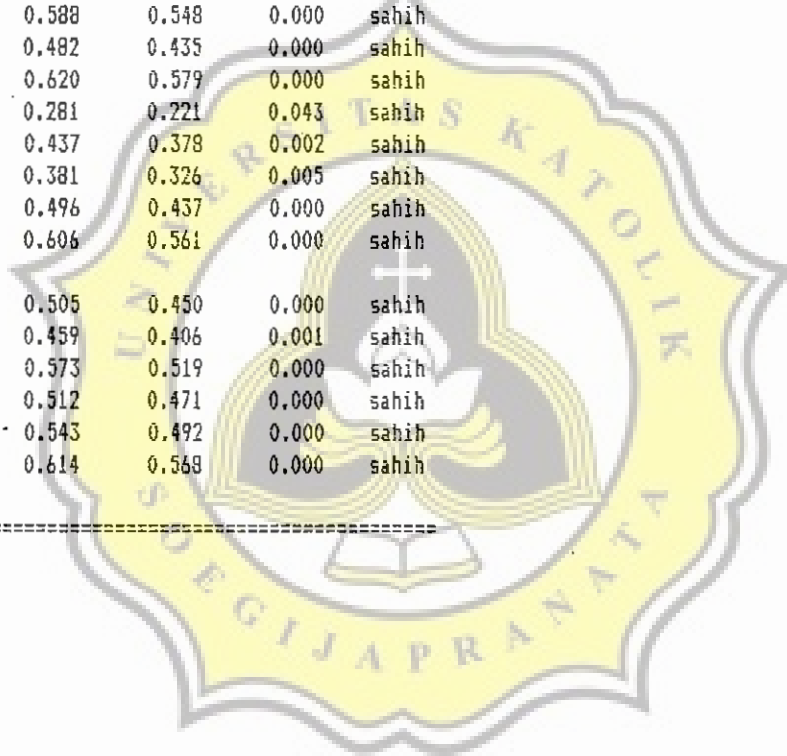 0.588 0.548 0.000 sahih
0.482 0.435 0.000 sahih
0.620 0.579 0.000 sahih
0.281 0.221 0.043 sahih
0.437 0.378 0.002 sahih
0.381 0.326 0.005 sahih
0.496 0.437 0.000 sahih
0.606 0.561 0.000 sahih
0.505 0.450 0.000 sahih
0.459 0.406 0.001 sahih
0.573 0.519 0.000 sahih
0.512 0.471 0.000 sahih
0.543 0.492 0.000 sahih
0.614 0.568 0.000 sahih
UNIVERSITAS KATOLIK
SOEGIJAPRANATA